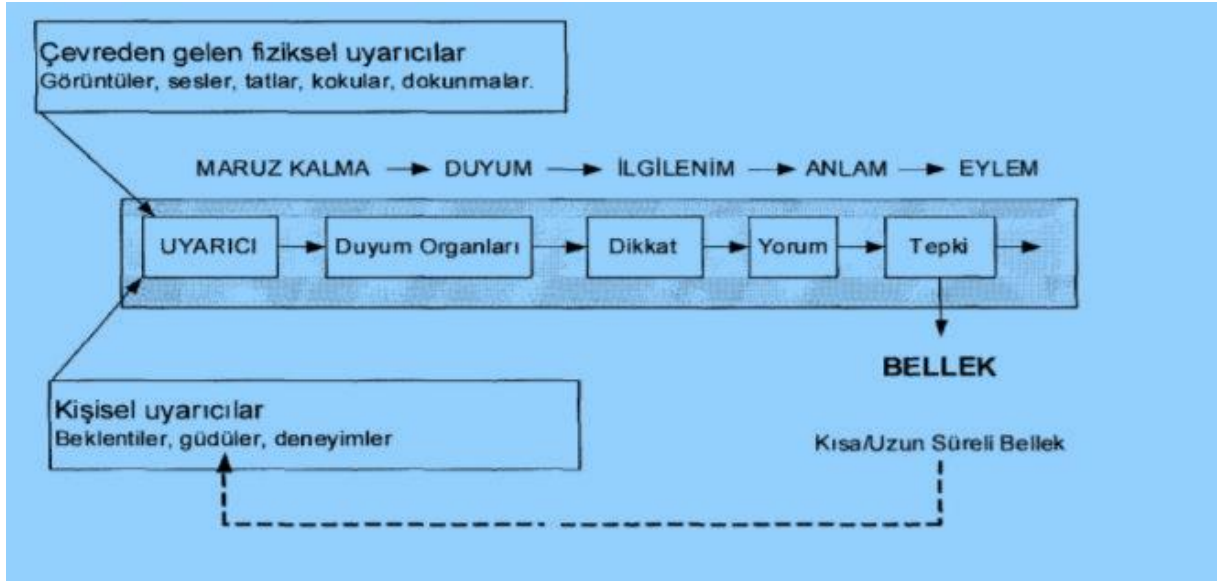 Çevreden gelen fiziksel uyarıcılar
Görüntüler, sesler, tatlar, kokular, dokunmalar.
MARUZ KALMA DUYUM İLGİLENİM ANLAM EYLEM
UYARICI Duyum Organları Dikkat Yorum Tepki
BELLEK
Kişisel uyarıcılar
Beklentiler, güdüler, deneyimler
Kısa/Uzun Süreli Bellek